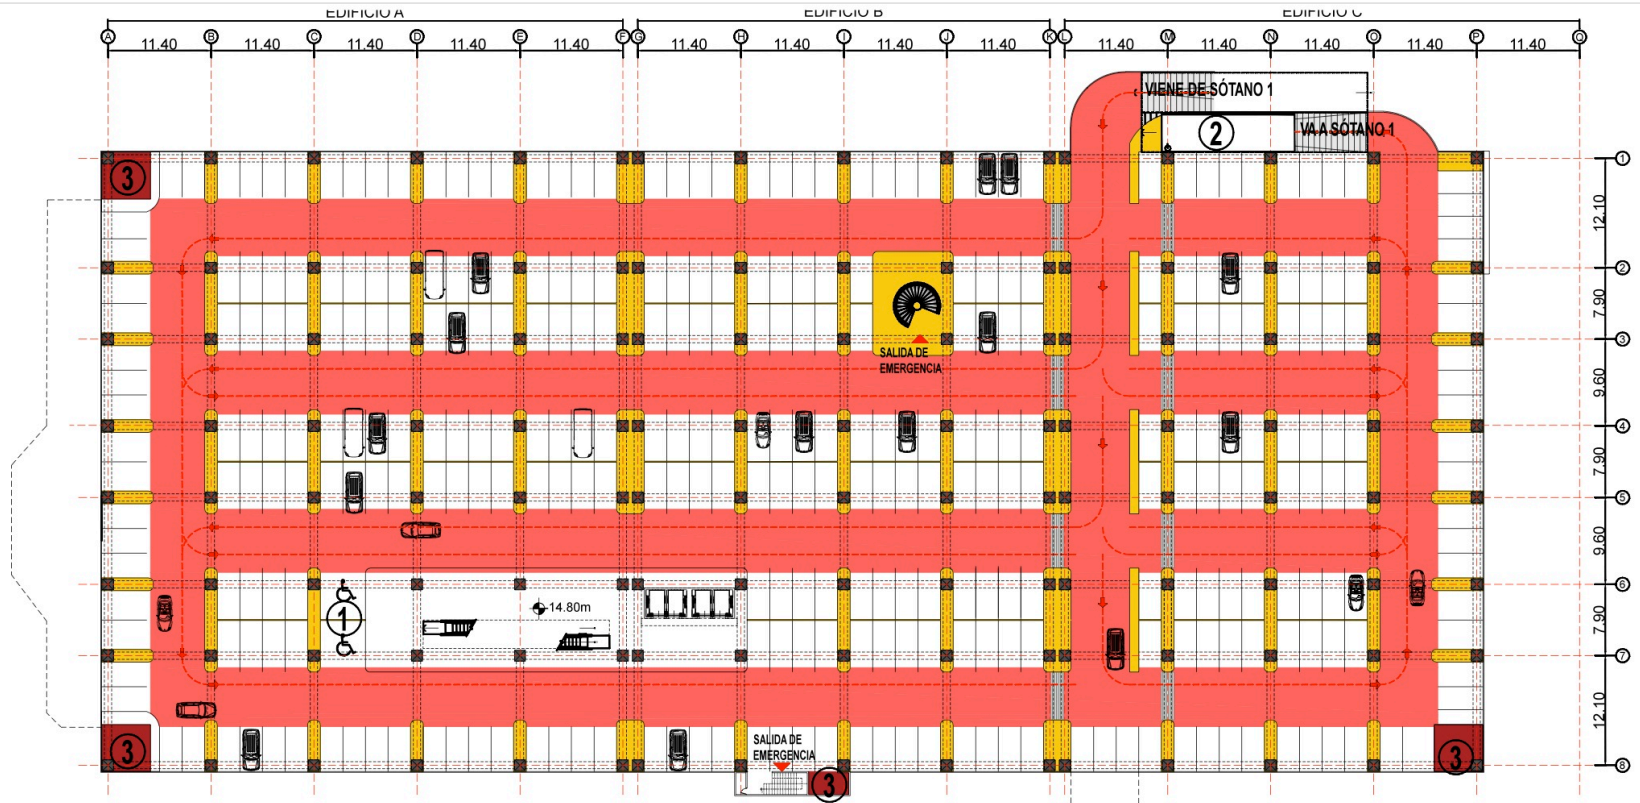 EDIFICIO A EDIFICIO B EDIFICIO C
A B C D E F G H I J K L M N O P Q
11.40 11.40 11.40 11.40 11.40 11.40 11.40 11.40 11.40 11.40 11.40 11.40 11.40 11.40
VIENE DE SÓTANO 1
2 VA A SÓTANO 1
3 1
12.10
2
7.90
3
SALIDA DE
EMERGENCIA
9.60
4
7.90
5
9.60
6
14.80m
1
7.90
7
12.10
SALIDA DE
EMERGENCIA
3 3
3 8